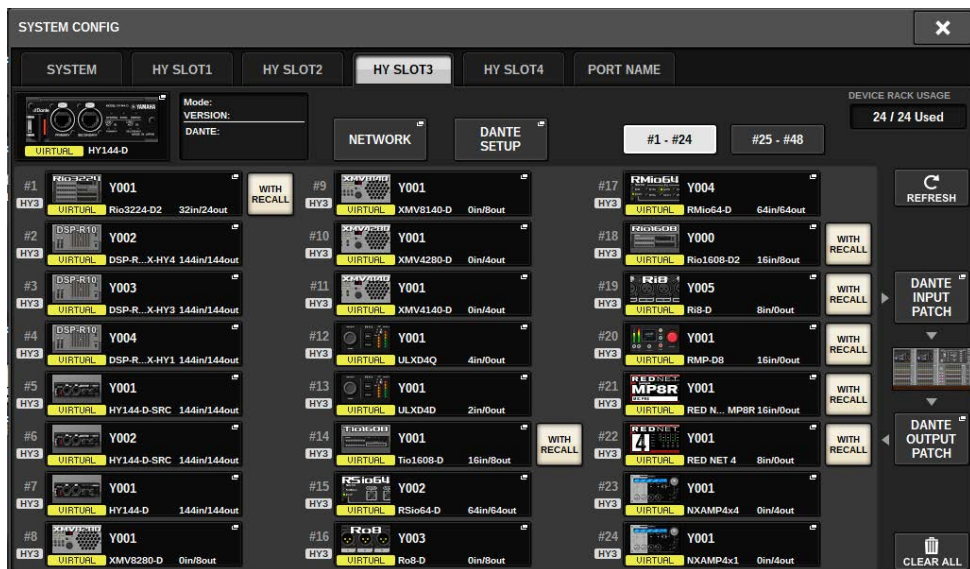 SYSTEM CONFIG
SYSTEM HY SLOT1 HY SLOT2 HY SLOT3 HY SLOT4 PORT NAME
VIRTUAL HY144-D
Mode:
VERSION:
DANTE:
NETWORK
DANTE SETUP
#1 - #24
#25 - #48
DEVICE RACK USAGE
24 / 24 Used
#1 HY3 Rio3224 Y001
VIRTUAL Rio3224-D2 32in/24out
WITH RECALL
#2 HY3 DSP-R10 Y002
VIRTUAL DSP-R...X-HY4 144in/144out
#3 HY3 DSP-R10 Y003
VIRTUAL DSP-R...X-HY3 144in/144out
#4 HY3 DSP-R10 Y004
VIRTUAL DSP-R...X-HY1 144in/144out
#5 HY3 Y001
VIRTUAL HY144-D-SRC 144in/144out
#6 HY3 Y002
VIRTUAL HY144-D-SRC 144in/144out
#7 HY3 Y001
VIRTUAL HY144-D 144in/144out
#8 HY3 XMV8280 Y001
VIRTUAL XMV8280-D 0in/8out
#9 HY3 XMV8140 Y001
VIRTUAL XMV8140-D 0in/8out
#10 HY3 XMV4280 Y001
VIRTUAL XMV4280-D 0in/4out
#11 HY3 XMV4140 Y001
VIRTUAL XMV4140-D 0in/4out
#12 HY3 Y001
VIRTUAL ULXD4Q 4in/0out
#13 HY3 Y001
VIRTUAL ULXD4D 2in/0out
#14 HY3 Tio1608 Y001
VIRTUAL Tio1608-D 16in/8out
WITH RECALL
#15 HY3 RSio64 Y002
VIRTUAL RSio64-D 64in/64out
#16 HY3 Ro8 Y003
VIRTUAL Ro8-D 0in/8out
#17 HY3 RMio64 Y004
VIRTUAL RMio64-D 64in/64out
#18 HY3 Rio1608 Y000
VIRTUAL Rio1608-D2 16in/8out
WITH RECALL
#19 HY3 Ri8 Y005
VIRTUAL Ri8-D 8in/0out
WITH RECALL
#20 HY3 Y001
VIRTUAL RMP-D8 16in/0out
WITH RECALL
#21 HY3 REDNET MP8R Y001
VIRTUAL RED N... MP8R 16in/0out
WITH RECALL
#22 HY3 REDNET 4 Y001
VIRTUAL RED NET 4 8in/0out
WITH RECALL
#23 HY3 Y001
VIRTUAL NXAMP4x4 0in/4out
#24 HY3 Y001
VIRTUAL NXAMP4x1 0in/4out
REFRESH
DANTE INPUT PATCH
DANTE OUTPUT PATCH
CLEAR ALL